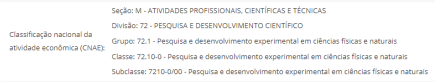 Seção: M - ATIVIDADES PROFISSIONAIS, CIENTÍFICAS E TÉCNICAS
Divisão: 72 - PESQUISA E DESENVOLVIMENTO CIENTÍFICO
Classificação nacional da
atividade econômica (CNAE):
Grupo: 72.1 - Pesquisa e desenvolvimento experimental em ciências físicas e naturais
Classe: 72.10-0 - Pesquisa e desenvolvimento experimental em ciências físicas e naturais
Subclasse: 7210-0/00 - Pesquisa e desenvolvimento experimental em ciências físicas e naturais